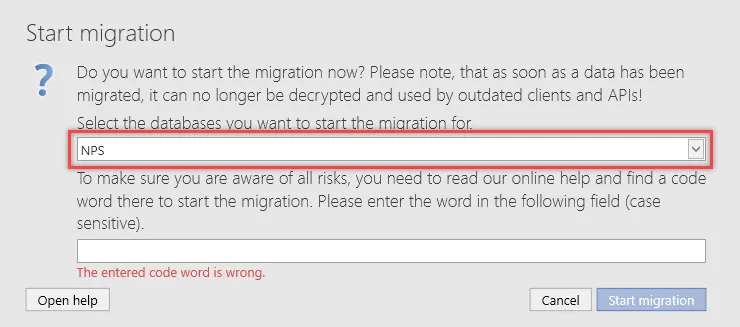 Start migration
Do you want to start the migration now? Please note, that as soon as a data has been
migrated, it can no longer be decrypted and used by outdated clients and APIs!
Select the databases you want to start the migration for.
NPS
To make sure you are aware of all risks, you need to read our online help and find a code
word there to start the migration. Please enter the word in the following field (case
sensitive).
The entered code word is wrong.
Open help
Cancel
Start migration